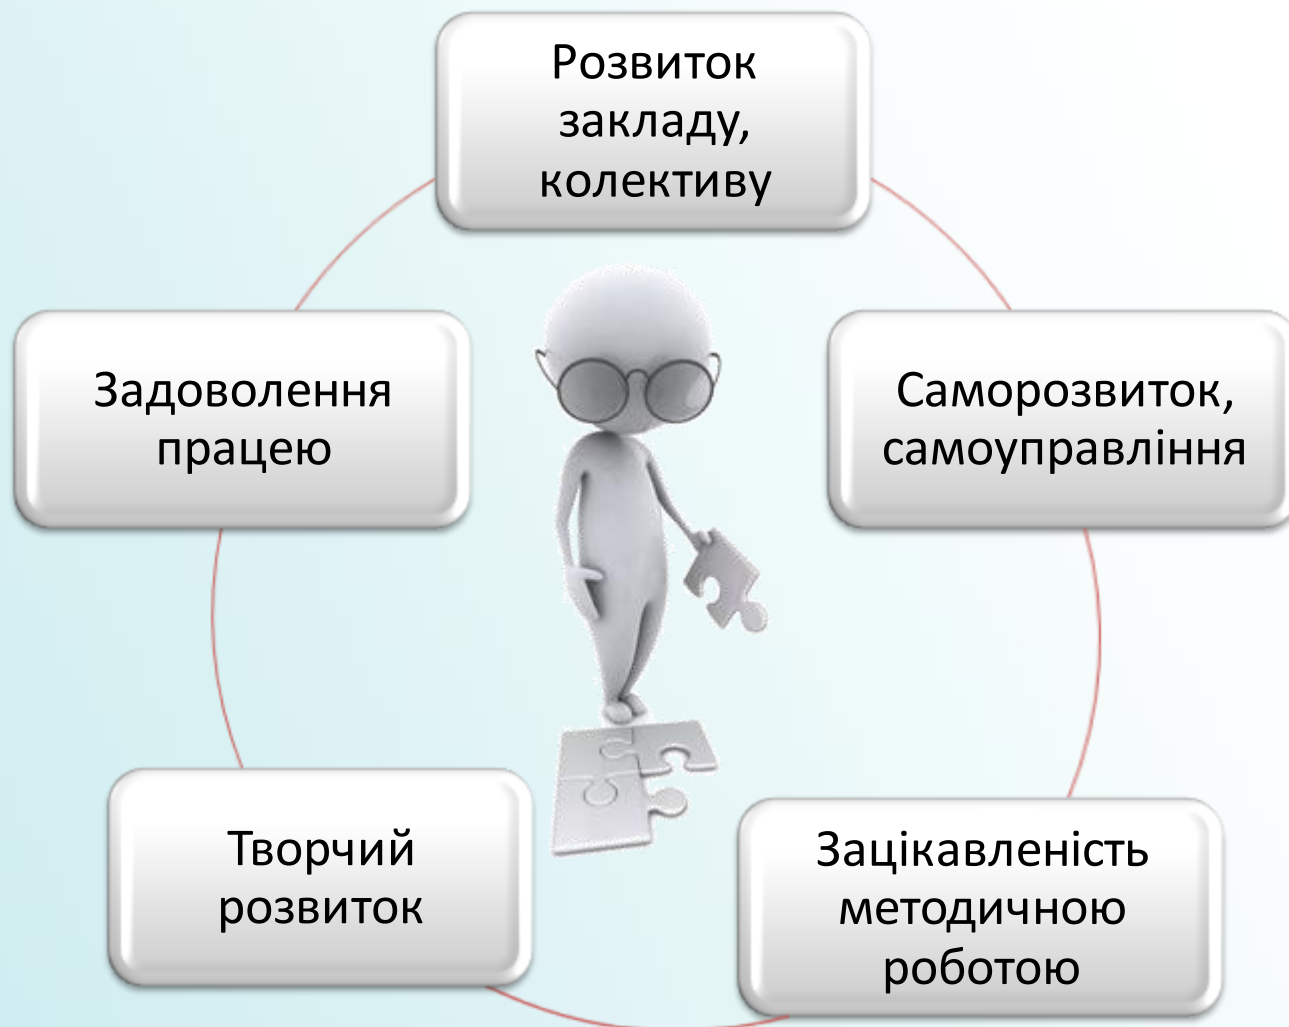 Розвиток
закладу,
колективу
Задоволення
працею
Саморозвиток,
самоуправління
Творчий
розвиток
Зацікавленість
методичною
роботою